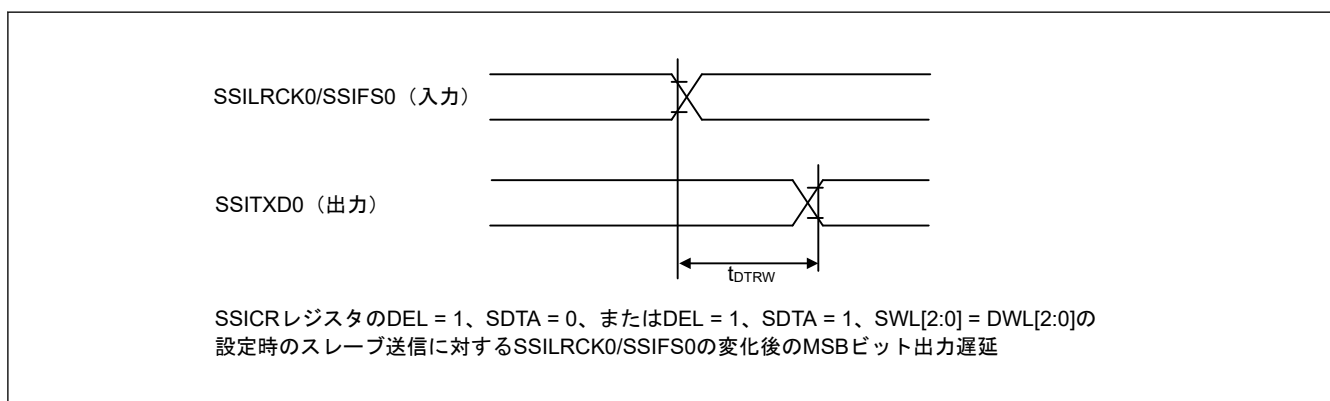 SSILRCK0/SSIFS0（入力）
SSITXD0（出力）
tDTRW
SSICRレジスタのDEL = 1、SDTA = 0、またはDEL = 1、SDTA = 1、SWL[2:0] = DWL[2:0]の
設定時のスレーブ送信に対するSSILRCK0/SSIFS0の変化後のMSBビット出力遅延